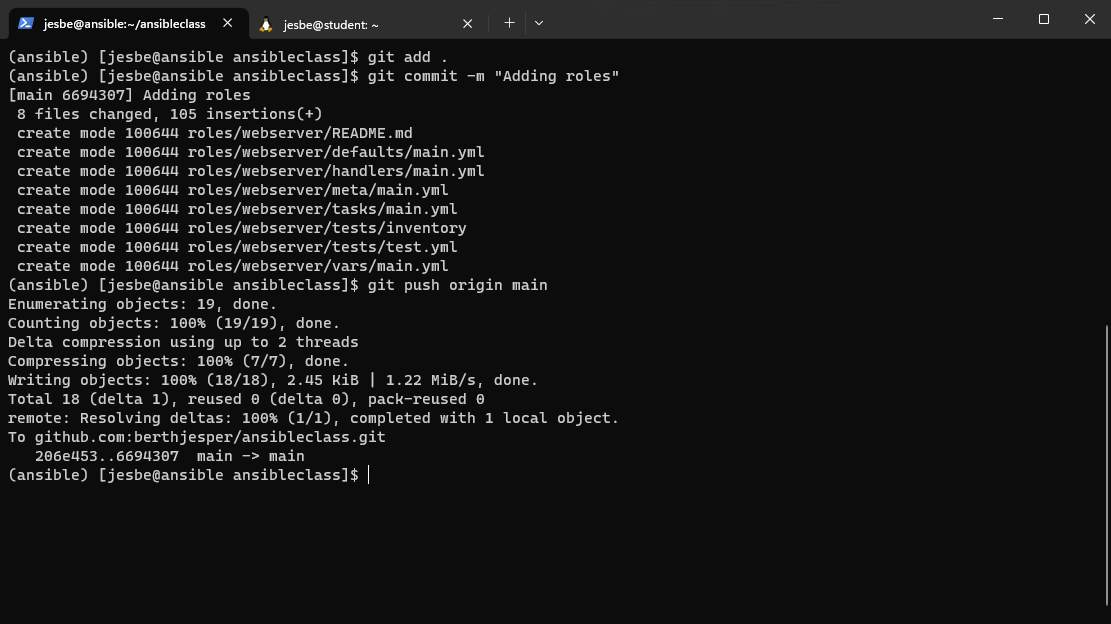 jesbe@ansible:~/ansibleclass
jesbe@student: ~
(ansible) [jesbe@ansible ansibleclass]$ git add .
(ansible) [jesbe@ansible ansibleclass]$ git commit -m "Adding roles"
[main 6694307] Adding roles
 8 files changed, 105 insertions(+)
 create mode 100644 roles/webserver/README.md
 create mode 100644 roles/webserver/defaults/main.yml
 create mode 100644 roles/webserver/handlers/main.yml
 create mode 100644 roles/webserver/meta/main.yml
 create mode 100644 roles/webserver/tasks/main.yml
 create mode 100644 roles/webserver/tests/inventory
 create mode 100644 roles/webserver/tests/test.yml
 create mode 100644 roles/webserver/vars/main.yml
(ansible) [jesbe@ansible ansibleclass]$ git push origin main
Enumerating objects: 19, done.
Counting objects: 100% (19/19), done.
Delta compression using up to 2 threads
Compressing objects: 100% (7/7), done.
Writing objects: 100% (18/18), 2.45 KiB | 1.22 MiB/s, done.
Total 18 (delta 1), reused 0 (delta 0), pack-reused 0
remote: Resolving deltas: 100% (1/1), completed with 1 local object.
To github.com:berthjesper/ansibleclass.git
   206e453..6694307  main -> main
(ansible) [jesbe@ansible ansibleclass]$